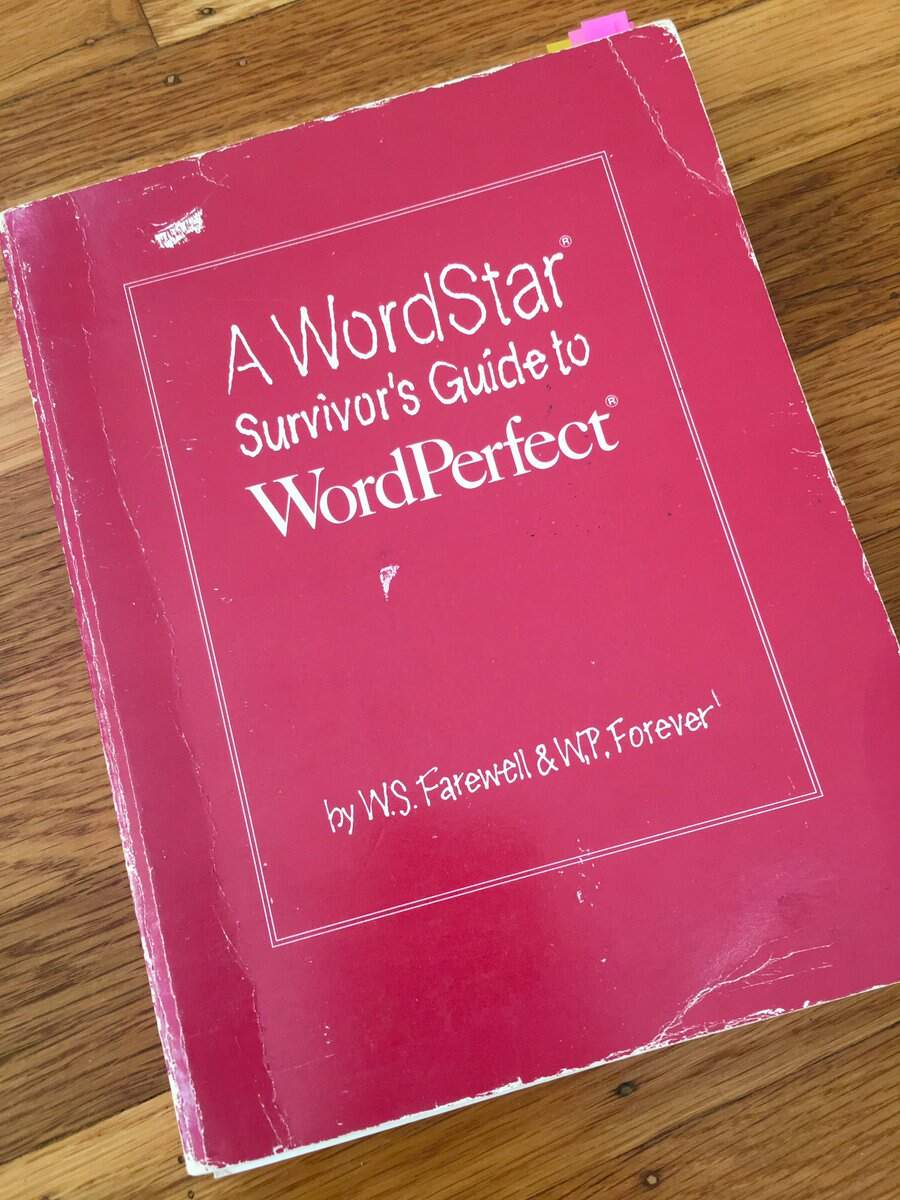 A WordStar®
Survivor's Guide to
WordPerfect®
by W.S. Farewell & W.P. Forever